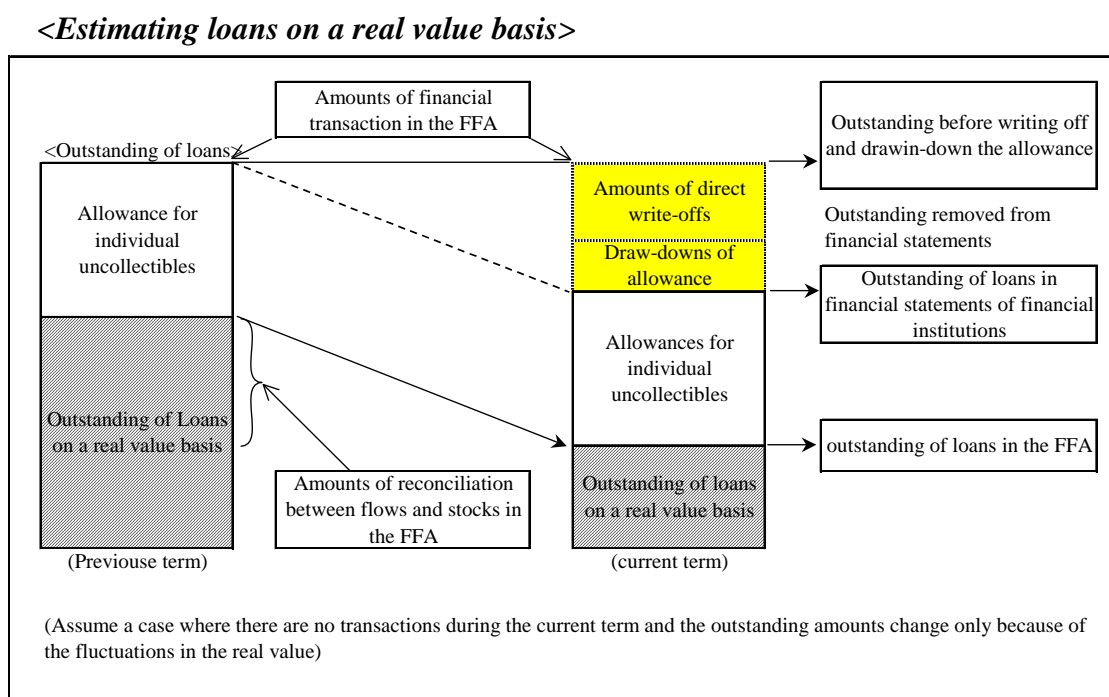 <Estimating loans on a real value basis>
Amounts of financial
transaction in the FFA
Outstanding before writing off
and drawin-down the allowance
<Outstanding of loans>
Allowance for
individual
uncollectibles
Amounts of direct
write-offs
Outstanding removed from
financial statements
Draw-downs of
allowance
Outstanding of loans in
financial statements of financial
institutions
Allowances for
individual
uncollectibles
Outstanding of Loans
on a real value basis
outstanding of loans in the FFA
Amounts of reconciliation
between flows and stocks in
the FFA
Outstanding of loans
on a real value basis
(Previouse term)
(current term)
(Assume a case where there are no transactions during the current term and the outstanding amounts change only because of
the fluctuations in the real value)